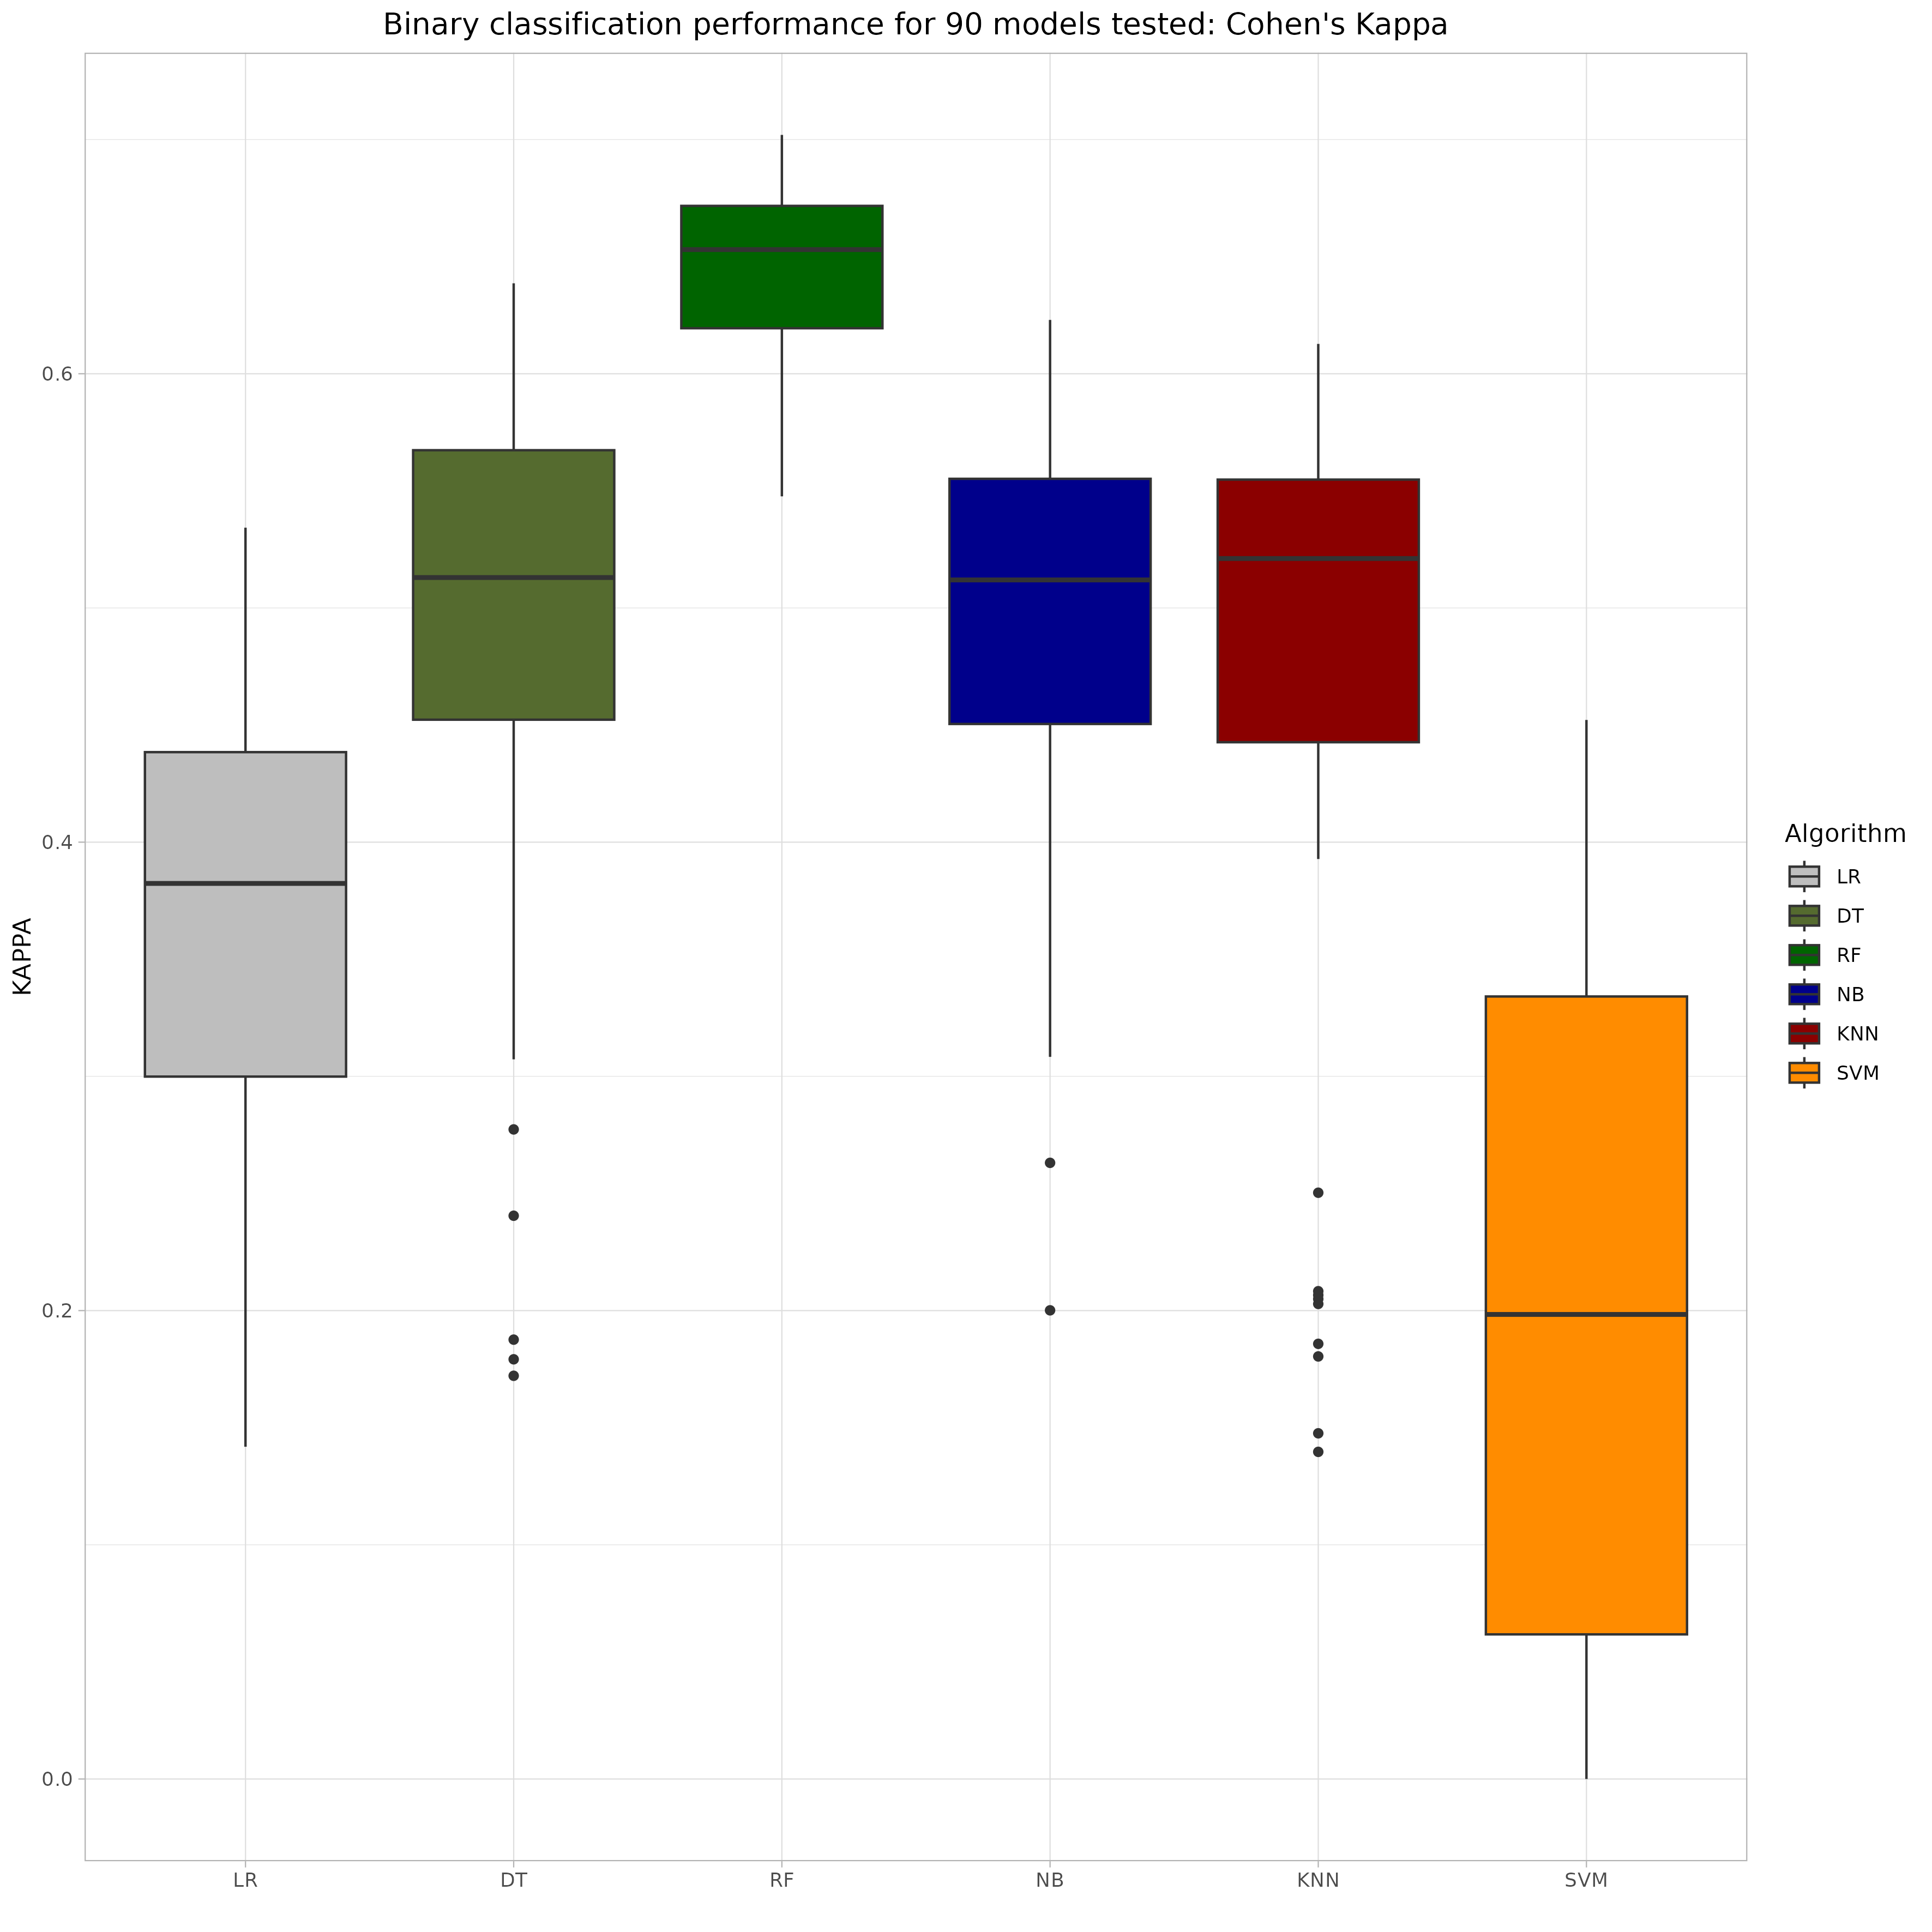 Binary classification performance for 90 models tested: Cohen's Kappa
KAPPA
0.6
0.4
0.2
0.0
LR DT RF NB KNN SVM
Algorithm
LR
DT
RF
NB
KNN
SVM